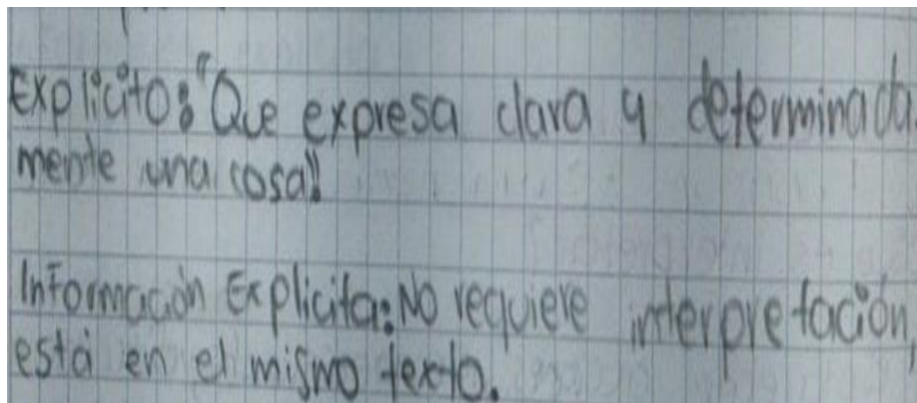 Explicito: "Que expresa clara y determinada
mente una cosa"
Información Explicita: No requiere interpretación,
está en el mismo texto.